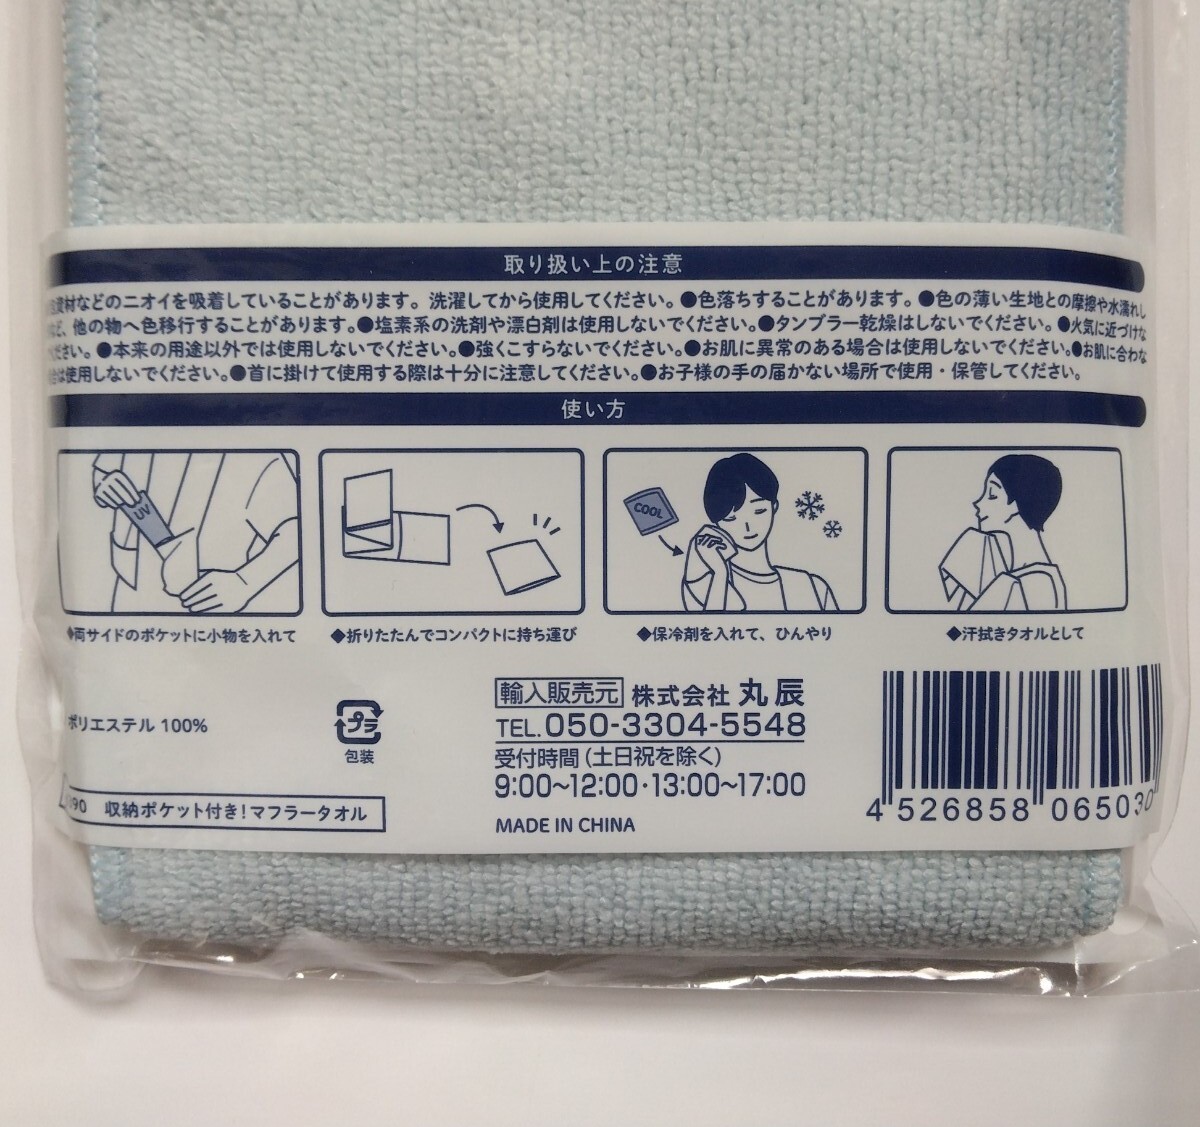 取り扱い上の注意
資材などのニオイを吸着していることがあります。洗濯してから使用してください。●色落ちすることがあります。●色の薄い生地との摩擦や水濡れし
など、他の物へ色移行することがあります。●塩素系の洗剤や漂白剤は使用しないでください。●タンブラー乾燥はしないでください。●火気に近づけな
ください。●本来の用途以外では使用しないでください。●強くこすらないでください。●お肌に異常のある場合は使用しないでください。●お肌に合わな
は使用しないでください。●首に掛けて使用する際は十分に注意してください。●お子様の手の届かない場所で使用・保管してください。
使い方
UV
COOL
◆両サイドのポケットに小物を入れて
◆折りたたんでコンパクトに持ち運び
◆保冷剤を入れて、ひんやり
◆汗拭きタオルとして
ポリエステル 100%
プラ
包装
90 収納ポケット付き！マフラータオル
輸入販売元 株式会社 丸辰
TEL.050-3304-5548
受付時間（土日祝を除く）
9:00~12:00・13:00~17:00
MADE IN CHINA
4 526858 065030